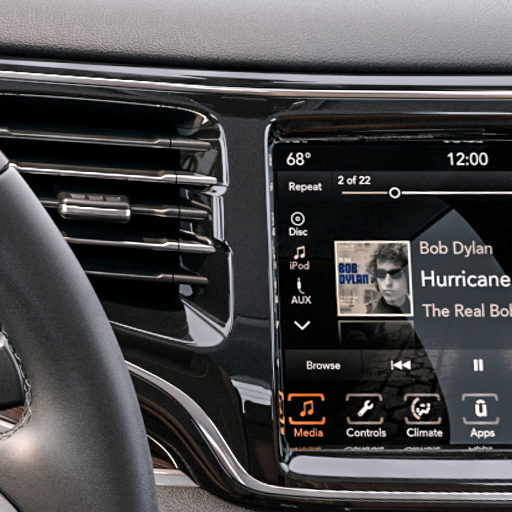 68°
12:00
Repeat
2 of 22
Disc
iPod
AUX
BOB
DYLAN
Bob Dylan
Hurricane
The Real Bob
Browse
Media
Controls
Climate
Apps